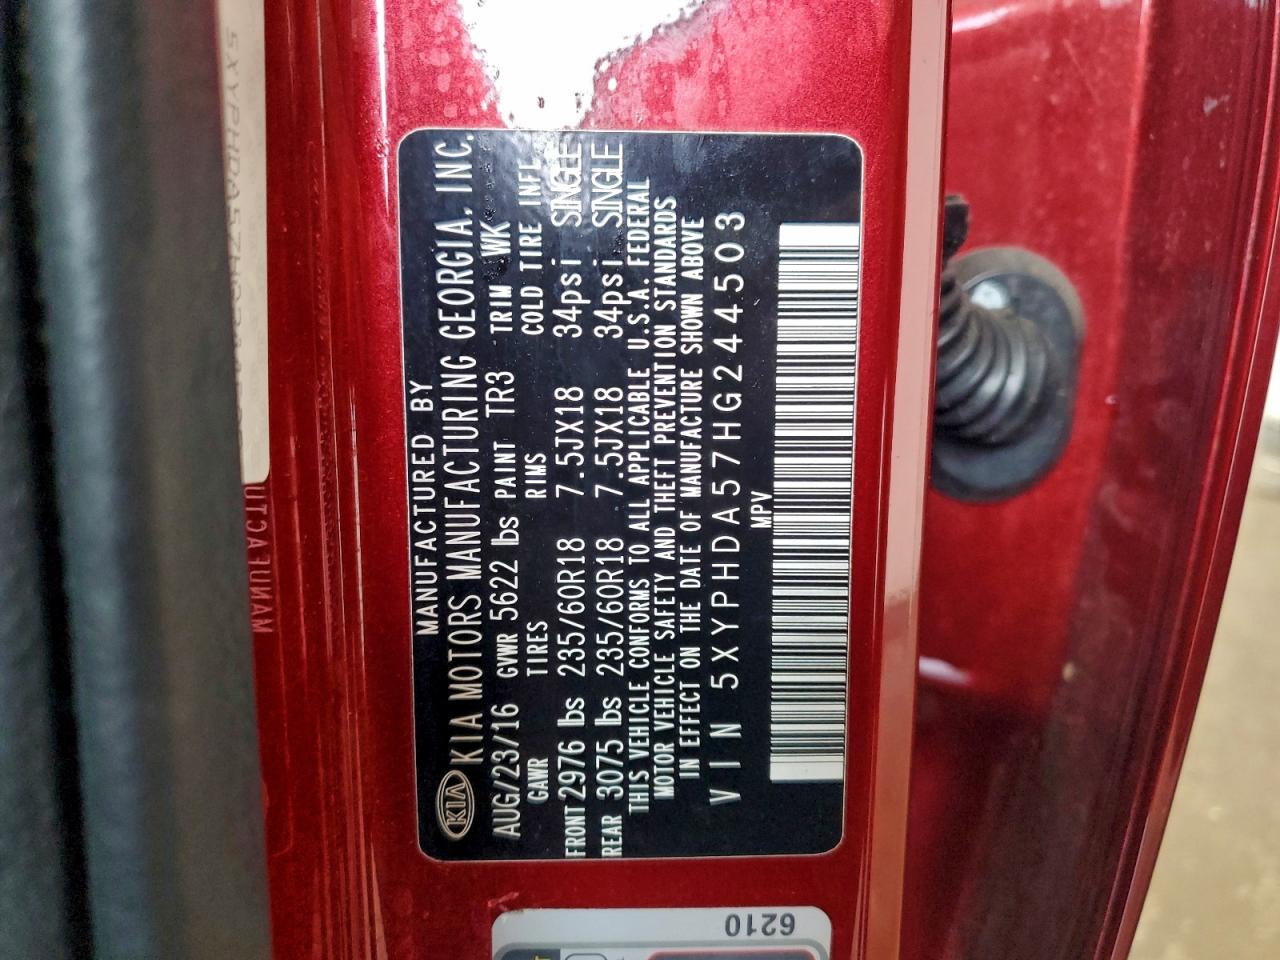 MANUFACTURED BY
KIA KIA MOTORS MANUFACTURING GEORGIA, INC.
AUG/23/16 GVWR 5622 lbs PAINT TR3 TRIM WK
GAWR TIRES RIMS COLD TIRE INFL
FRONT 2976 lbs 235/60R18 7.5JX18 34psi SINGLE
REAR 3075 lbs 235/60R18 7.5JX18 34psi SINGLE
THIS VEHICLE CONFORMS TO ALL APPLICABLE U.S.A. FEDERAL
MOTOR VEHICLE SAFETY AND THEFT PREVENTION STANDARDS
IN EFFECT ON THE DATE OF MANUFACTURE SHOWN ABOVE
VIN 5XYPHDA57HG244503
MPV
6210